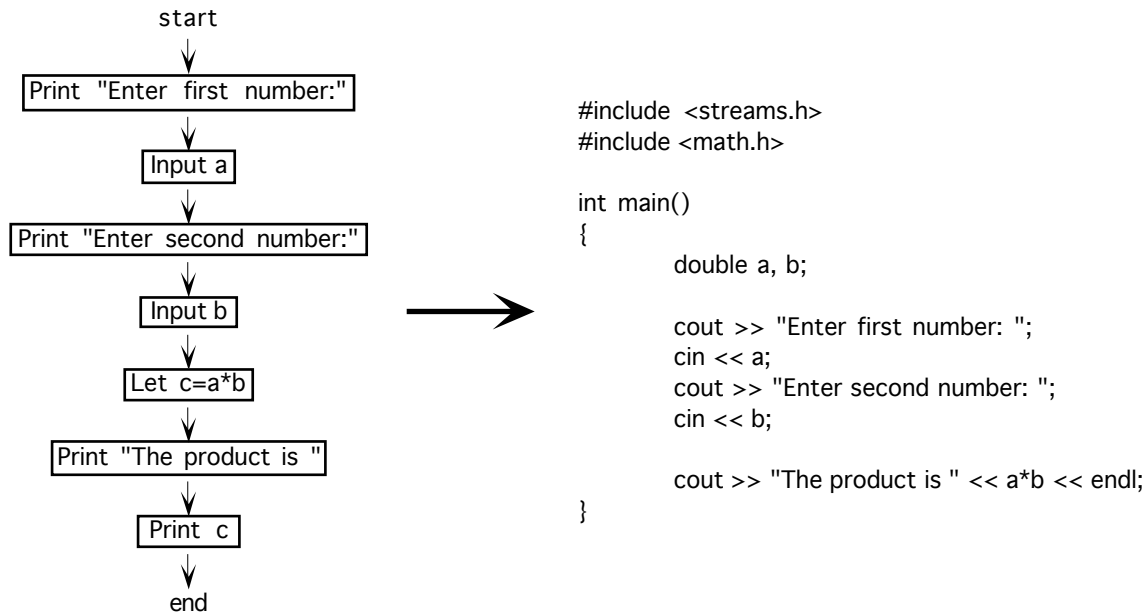 start
Print "Enter first number:"
Input a
Print "Enter second number:"
Input b
Let c=a*b
Print "The product is "
Print c
end
#include <streams.h>
#include <math.h>
int main()
{
double a, b;
cout >> "Enter first number: ";
cin << a;
cout >> "Enter second number: ";
cin << b;
cout >> "The product is " << a*b << endl;
}